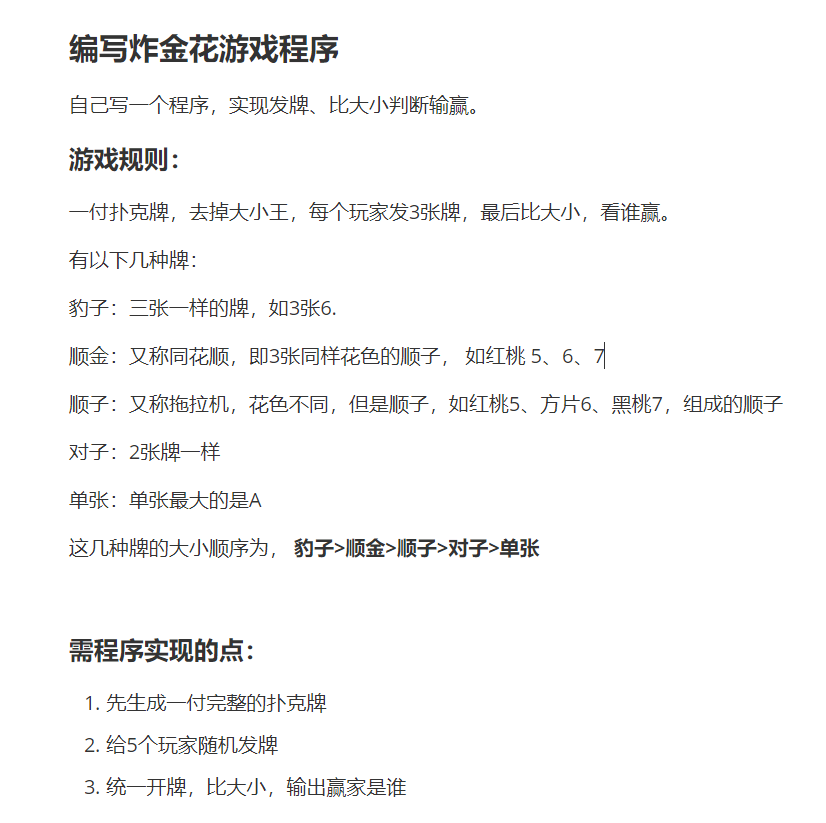 编写炸金花游戏程序
自己写一个程序，实现发牌、比大小判断输赢。
游戏规则：
一付扑克牌，去掉大小王，每个玩家发3张牌，最后比大小，看谁赢。
有以下几种牌：
豹子：三张一样的牌，如3张6.
顺金：又称同花顺，即3张同样花色的顺子， 如红桃 5、6、7
顺子：又称拖拉机，花色不同，但是顺子，如红桃5、方片6、黑桃7，组成的顺子
对子：2张牌一样
单张：单张最大的是A
这几种牌的大小顺序为， 豹子>顺金>顺子>对子>单张
需程序实现的点：
1. 先生成一付完整的扑克牌
2. 给5个玩家随机发牌
3. 统一开牌，比大小，输出赢家是谁